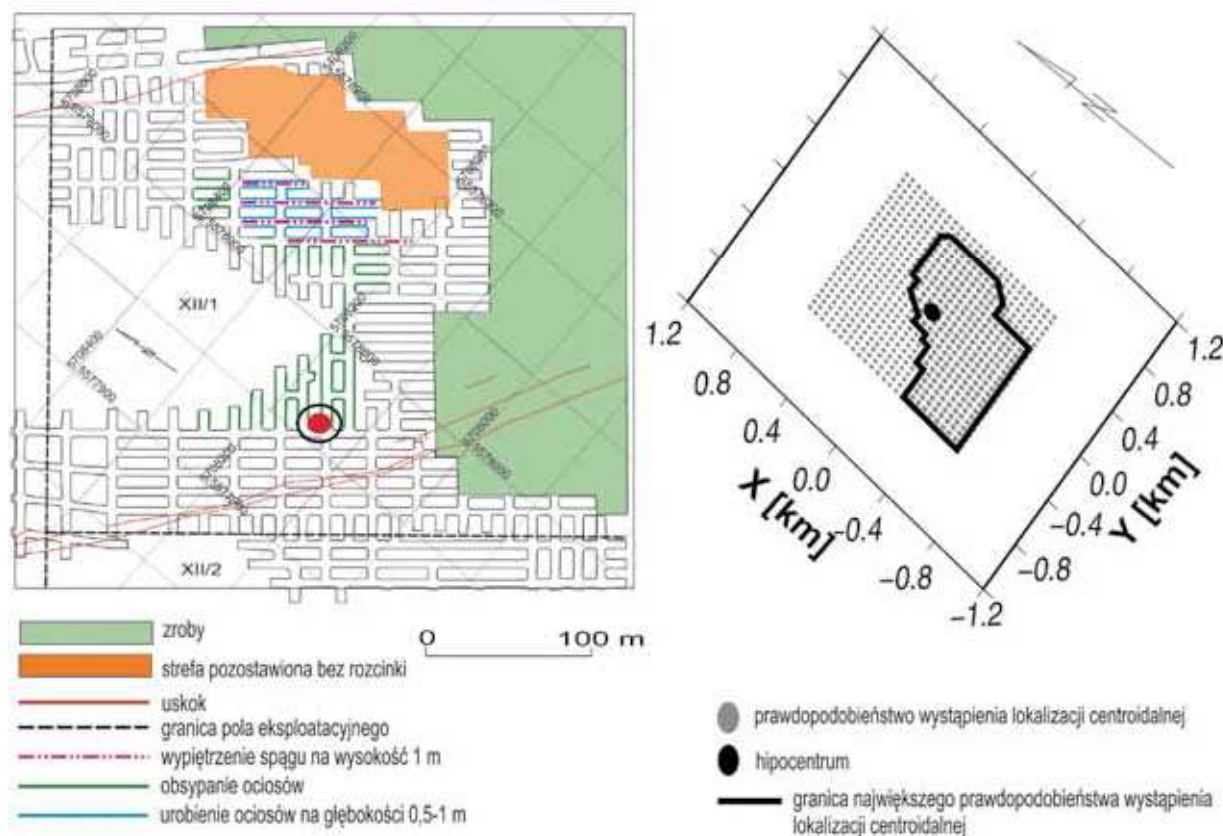 XII/1
XII/2
zroby
strefa pozostawiona bez rozcinki
uskok
granica pola eksploatacyjnego
wypiętrzenie spągu na wysokość 1 m
obsypanie ociosów
urobienie ociosów na głębokości 0,5-1 m
0 100 m
1.2
0.8
0.4
0.0
-0.4
-0.8
-1.2
X [km]
1.2
0.8
0.4
0.0
-0.4
-0.8
Y [km]
prawdopodobieństwo wystąpienia lokalizacji centroidalnej
hipocentrum
granica największego prawdopodobieństwa wystąpienia
lokalizacji centroidalnej